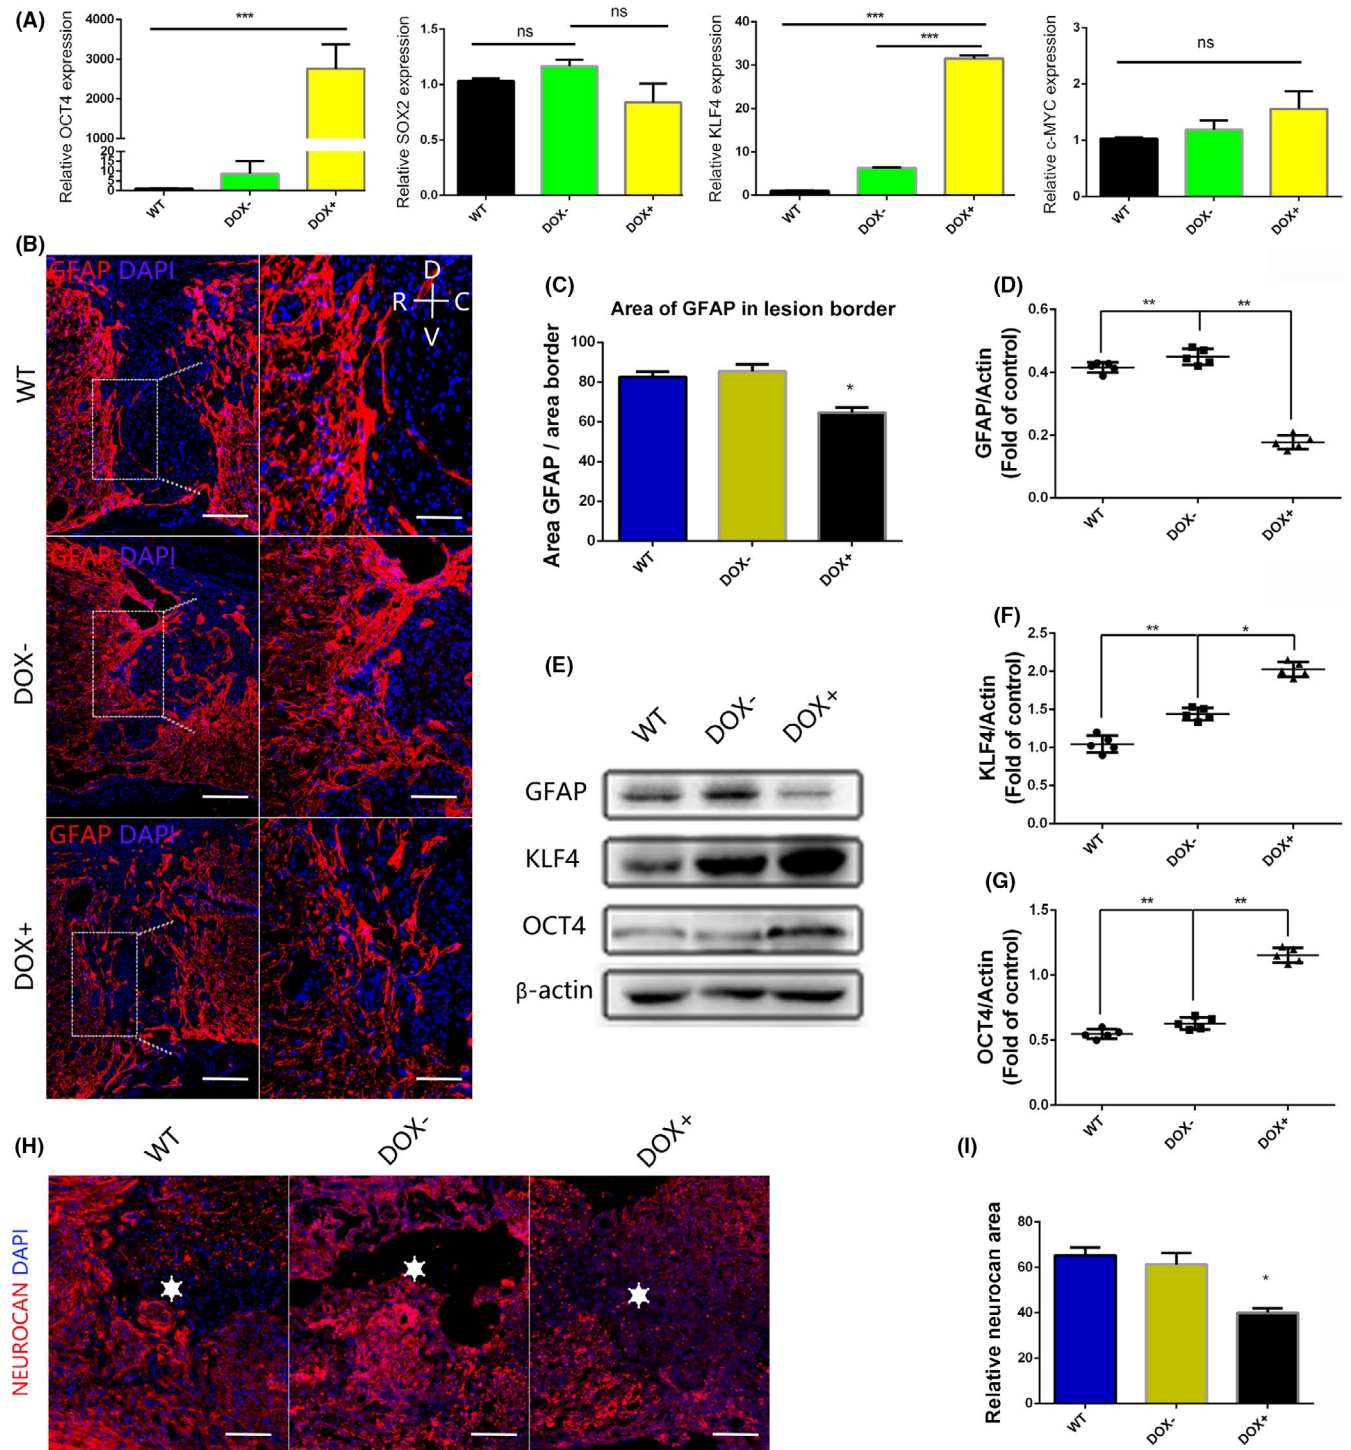 (A)
Relative OCT4 expression
4000
3000
2000
1000
20
15
10
5
0
***
WT
DOX-
DOX+
Relative SOX2 expression
1.5
1.0
0.5
0.0
ns
ns
WT
DOX-
DOX+
Relative KLF4 expression
40
30
20
10
0
***
***
WT
DOX-
DOX+
Relative c-MYC expression
3
2
1
0
ns
WT
DOX-
DOX+
(B)
GFAP DAPI
D
R C
V
WT
GFAP DAPI
DOX-
GFAP DAPI
DOX+
(C)
Area of GFAP in lesion border
Area GFAP / area border
100
80
60
40
20
0
*
WT
DOX-
DOX+
(D)
GFAP/Actin
(Fold of control)
0.6
0.4
0.2
0.0
**
**
WT
DOX-
DOX+
(E)
WT
DOX-
DOX+
GFAP
KLF4
OCT4
β-actin
(F)
KLF4/Actin
(Fold of control)
2.5
2.0
1.5
1.0
0.5
0.0
**
*
WT
DOX-
DOX+
(G)
OCT4/Actin
(Fold of ocntrol)
1.5
1.0
0.5
0.0
**
**
WT
DOX-
DOX+
(H)
WT
DOX-
DOX+
NEUROCAN DAPI
(I)
Relative neurocan area
80
60
40
20
0
*
WT
DOX-
DOX+